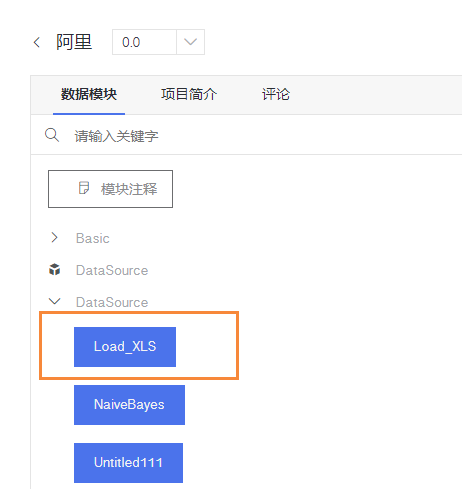 阿里 0.0
数据模块 项目简介 评论
请输入关键字
模块注释
Basic
DataSource
DataSource
Load_XLS
NaiveBayes
Untitled111